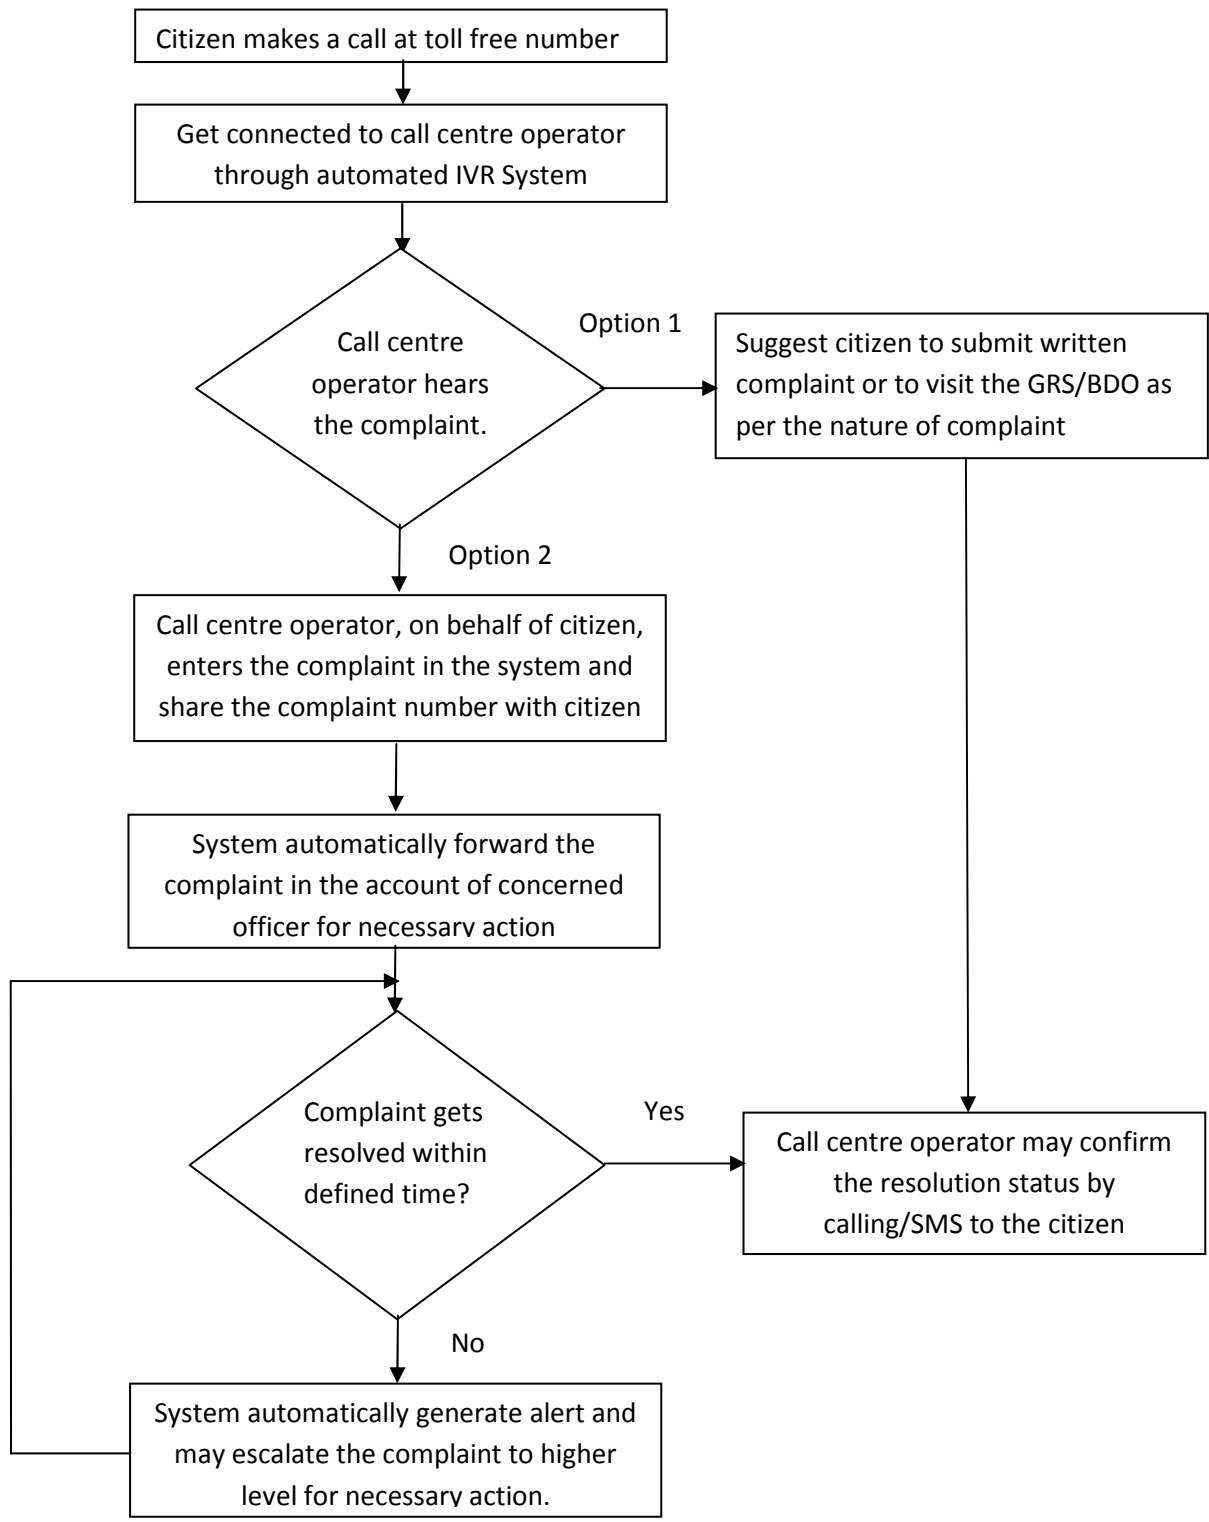 Citizen makes a call at toll free number
Get connected to call centre operator
through automated IVR System
Call centre
operator hears
the complaint.
Option 1
Suggest citizen to submit written
complaint or to visit the GRS/BDO as
per the nature of complaint
Option 2
Call centre operator, on behalf of citizen,
enters the complaint in the system and
share the complaint number with citizen
System automatically forward the
complaint in the account of concerned
officer for necessary action
Complaint gets
resolved within
defined time?
Yes
Call centre operator may confirm
the resolution status by
calling/SMS to the citizen
No
System automatically generate alert and
may escalate the complaint to higher
level for necessary action.